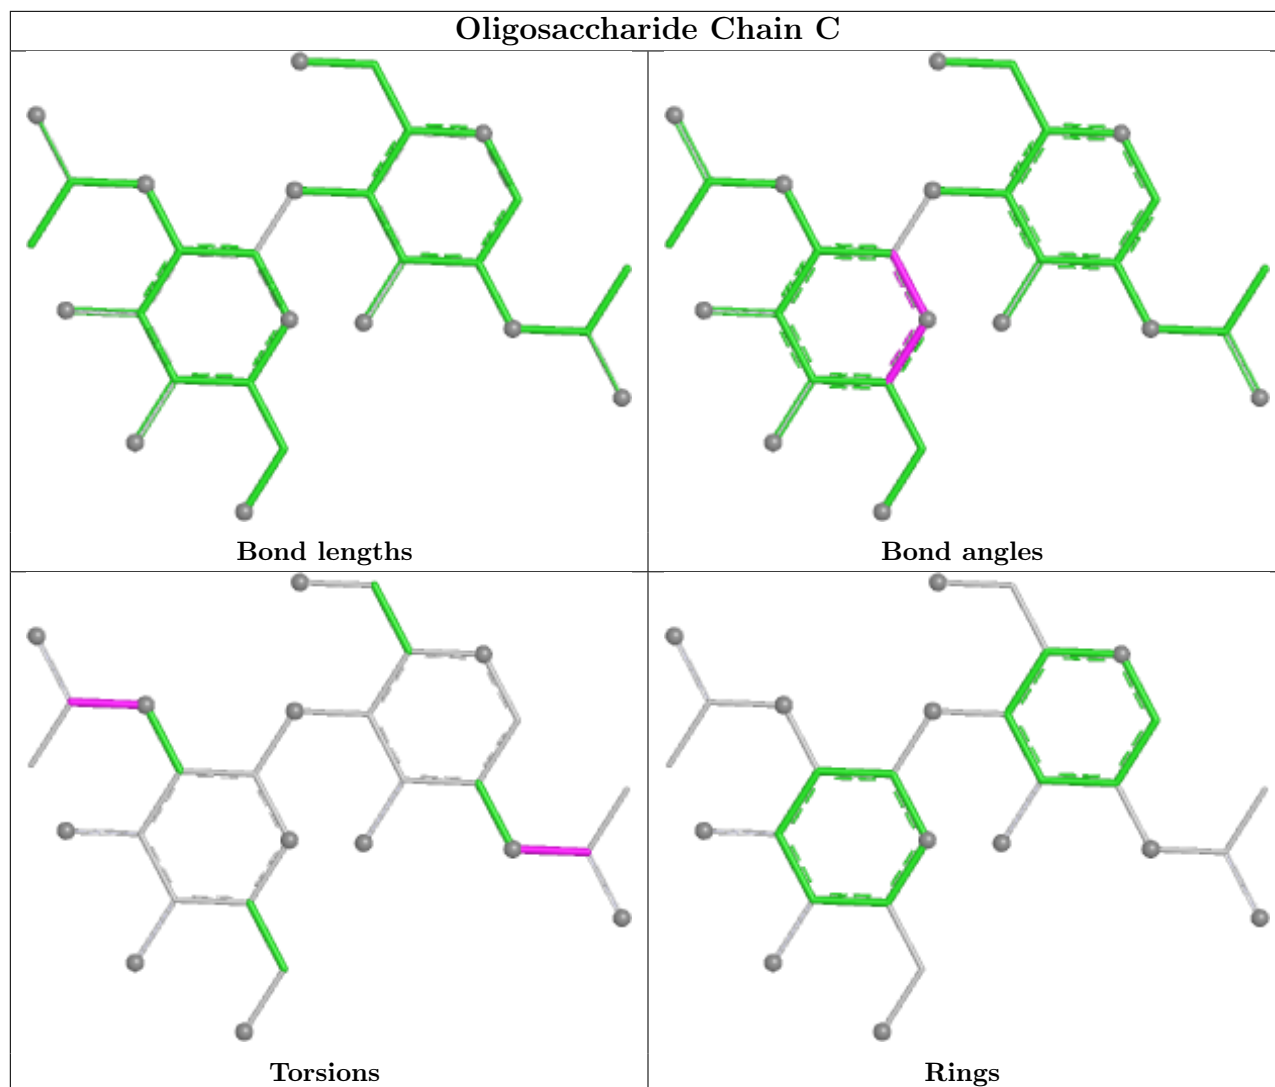 Oligosaccharide Chain C
Bond lengths
Bond angles
Torsions
Rings